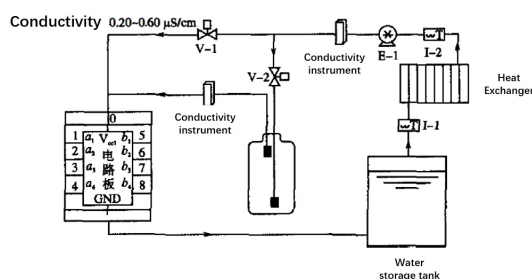 Conductivity 0.20~0.60 μS/cm
V-1
Conductivity
instrument
E-1
I-2
V-2
Heat
Exchanger
Conductivity
instrument
I-1
0
1 a₁ Vcc1 b₁ 5
2 a₂ 电 b₂ 6
3 a₃ 路 b₃ 7
4 a₄ 板 b₄ 8
GND
Water
storage tank